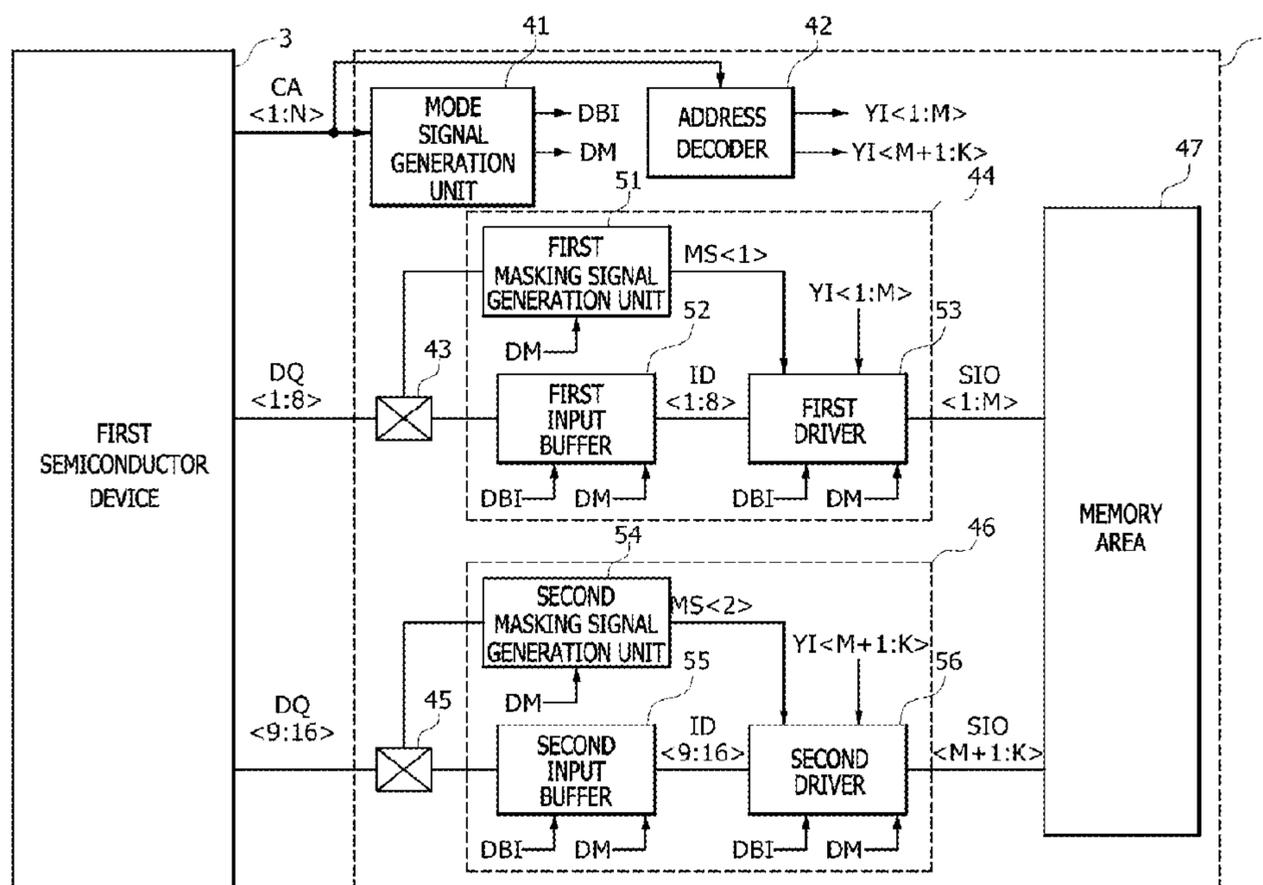 3
41
42
CA
<1:N>
MODE
SIGNAL
GENERATION
UNIT
DBI
DM
ADDRESS
DECODER
YI<1:M>
YI<M+1:K>
47
44
51
FIRST
MASKING SIGNAL
GENERATION UNIT
MS<1>
YI<1:M>
DM
52
53
DQ
<1:8>
43
FIRST
INPUT
BUFFER
ID
<1:8>
FIRST
DRIVER
SIO
<1:M>
DBI
DM
DBI
DM
FIRST
SEMICONDUCTOR
DEVICE
MEMORY
AREA
46
54
SECOND
MASKING SIGNAL
GENERATION UNIT
MS<2>
YI<M+1:K>
DM
55
56
DQ
<9:16>
45
SECOND
INPUT
BUFFER
ID
<9:16>
SECOND
DRIVER
SIO
<M+1:K>
DBI
DM
DBI
DM